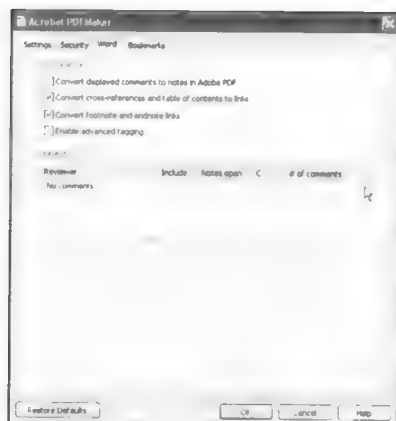 Acrobat PDFMaker
Settings Security Word Bookmarks
Convert displayed comments to notes in Adobe PDF
Convert cross-references and table of contents to links
Convert footnote and endnote links
Enable advanced tagging
Reviewer Include Notes open C # of comments
No comments
Restore Defaults OK Cancel Help